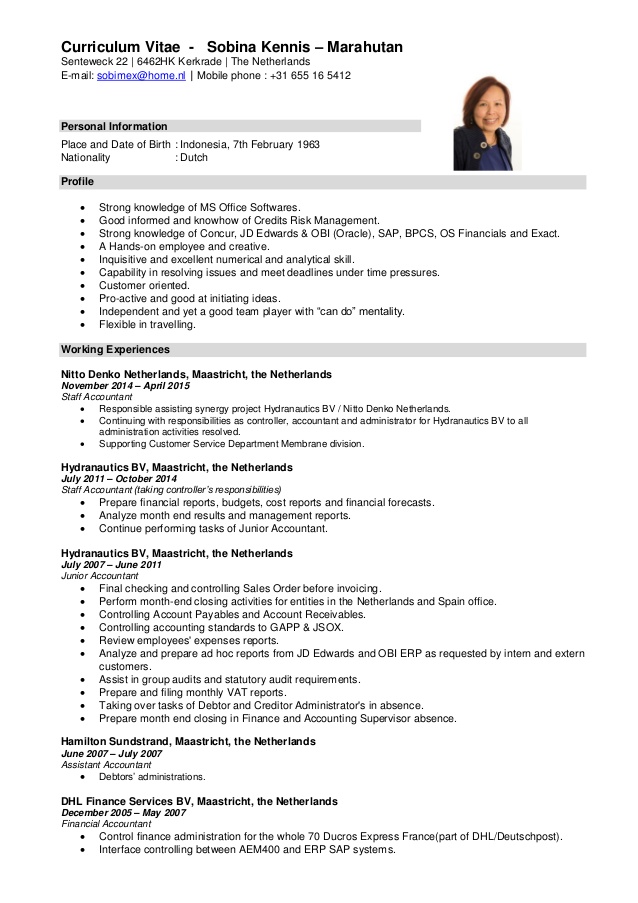 Curriculum Vitae - Sobina Kennis – Marahutan
Senteweck 22 | 6462HK Kerkrade | The Netherlands
E-mail: sobimex@home.nl | Mobile phone : +31 655 16 5412
Personal Information
Place and Date of Birth : Indonesia, 7th February 1963
Nationality : Dutch
Profile
• Strong knowledge of MS Office Softwares.
• Good informed and knowhow of Credits Risk Management.
• Strong knowledge of Concur, JD Edwards & OBI (Oracle), SAP, BPCS, OS Financials and Exact.
• A Hands-on employee and creative.
• Inquisitive and excellent numerical and analytical skill.
• Capability in resolving issues and meet deadlines under time pressures.
• Customer oriented.
• Pro-active and good at initiating ideas.
• Independent and yet a good team player with “can do” mentality.
• Flexible in travelling.
Working Experiences
Nitto Denko Netherlands, Maastricht, the Netherlands
November 2014 – April 2015
Staff Accountant
• Responsible assisting synergy project Hydranautics BV / Nitto Denko Netherlands.
• Continuing with responsibilities as controller, accountant and administrator for Hydranautics BV to all
administration activities resolved.
• Supporting Customer Service Department Membrane division.
Hydranautics BV, Maastricht, the Netherlands
July 2011 – October 2014
Staff Accountant (taking controller's responsibilities)
• Prepare financial reports, budgets, cost reports and financial forecasts.
• Analyze month end results and management reports.
• Continue performing tasks of Junior Accountant.
Hydranautics BV, Maastricht, the Netherlands
July 2007 – June 2011
Junior Accountant
• Final checking and controlling Sales Order before invoicing.
• Perform month-end closing activities for entities in the Netherlands and Spain office.
• Controlling Account Payables and Account Receivables.
• Controlling accounting standards to GAPP & JSOX.
• Review employees' expenses reports.
• Analyze and prepare ad hoc reports from JD Edwards and OBI ERP as requested by intern and extern
customers.
• Assist in group audits and statutory audit requirements.
• Prepare and filing monthly VAT reports.
• Taking over tasks of Debtor and Creditor Administrator's in absence.
• Prepare month end closing in Finance and Accounting Supervisor absence.
Hamilton Sundstrand, Maastricht, the Netherlands
June 2007 – July 2007
Assistant Accountant
• Debtors' administrations.
DHL Finance Services BV, Maastricht, the Netherlands
December 2005 – May 2007
Financial Accountant
• Control finance administration for the whole 70 Ducros Express France(part of DHL/Deutschpost).
• Interface controlling between AEM400 and ERP SAP systems.